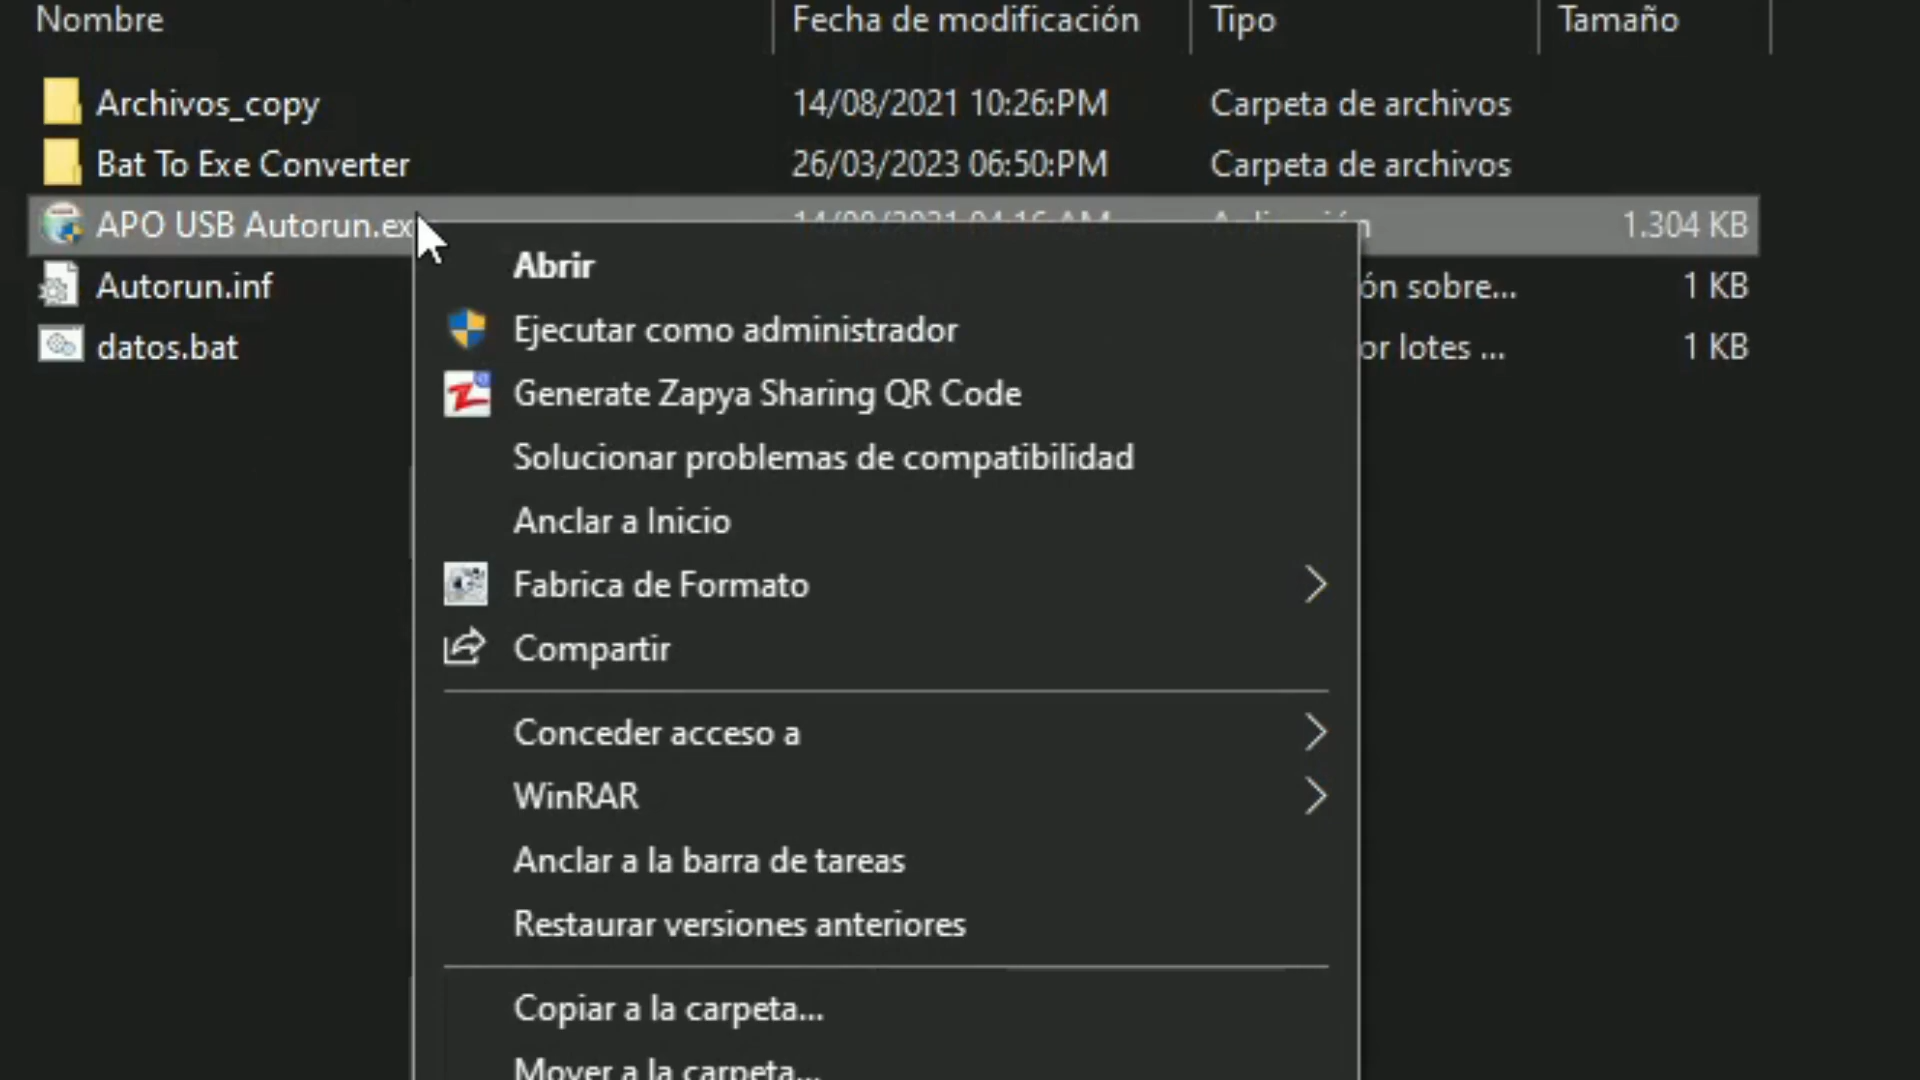 Nombre Fecha de modificación Tipo Tamaño
Archivos_copy 14/08/2021 10:26:PM Carpeta de archivos
Bat To Exe Converter 26/03/2023 06:50:PM Carpeta de archivos
APO USB Autorun.ex 1.304 KB
Autorun.inf ón sobre... 1 KB
datos.bat or lotes ... 1 KB
Abrir
Ejecutar como administrador
Generate Zapya Sharing QR Code
Solucionar problemas de compatibilidad
Anclar a Inicio
Fabrica de Formato
Compartir
Conceder acceso a
WinRAR
Anclar a la barra de tareas
Restaurar versiones anteriores
Copiar a la carpeta...
Mover a la carpeta...